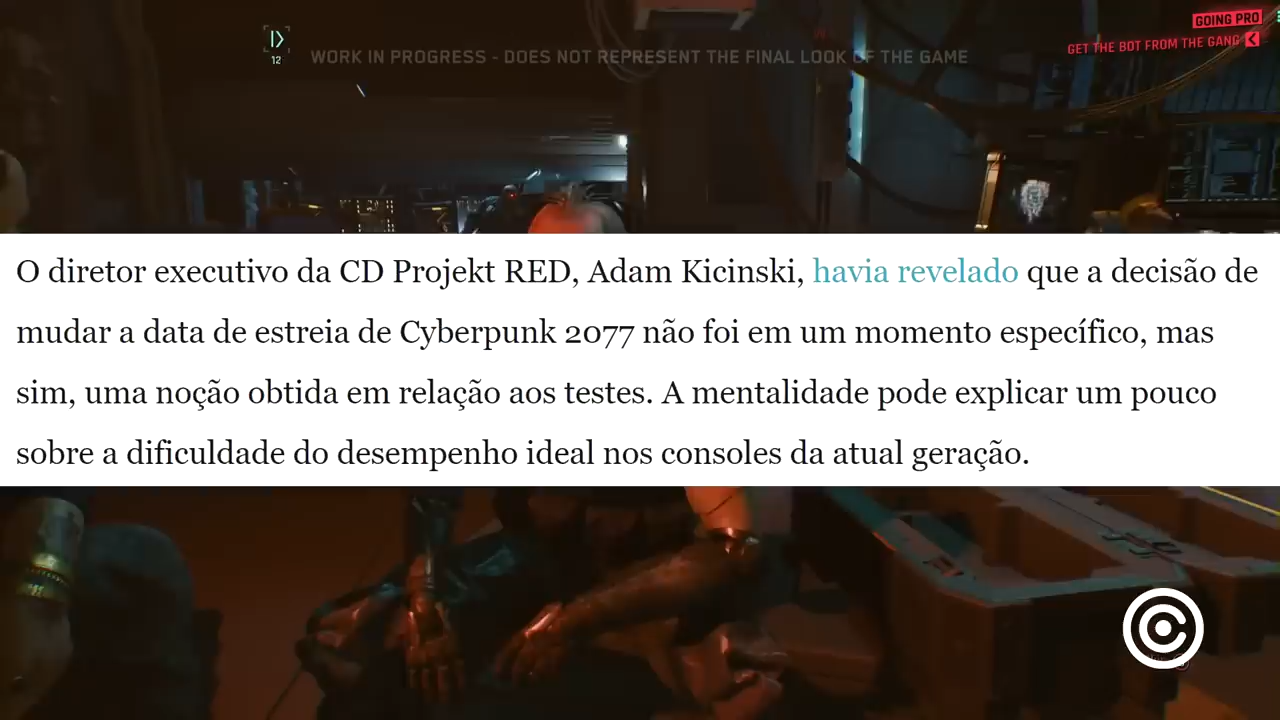 GOING PRO
GET THE BOT FROM THE GANG
12
WORK IN PROGRESS - DOES NOT REPRESENT THE FINAL LOOK OF THE GAME
O diretor executivo da CD Projekt RED, Adam Kicinski, havia revelado que a decisão de
mudar a data de estreia de Cyberpunk 2077 não foi em um momento específico, mas
sim, uma noção obtida em relação aos testes. A mentalidade pode explicar um pouco
sobre a dificuldade do desempenho ideal nos consoles da atual geração.